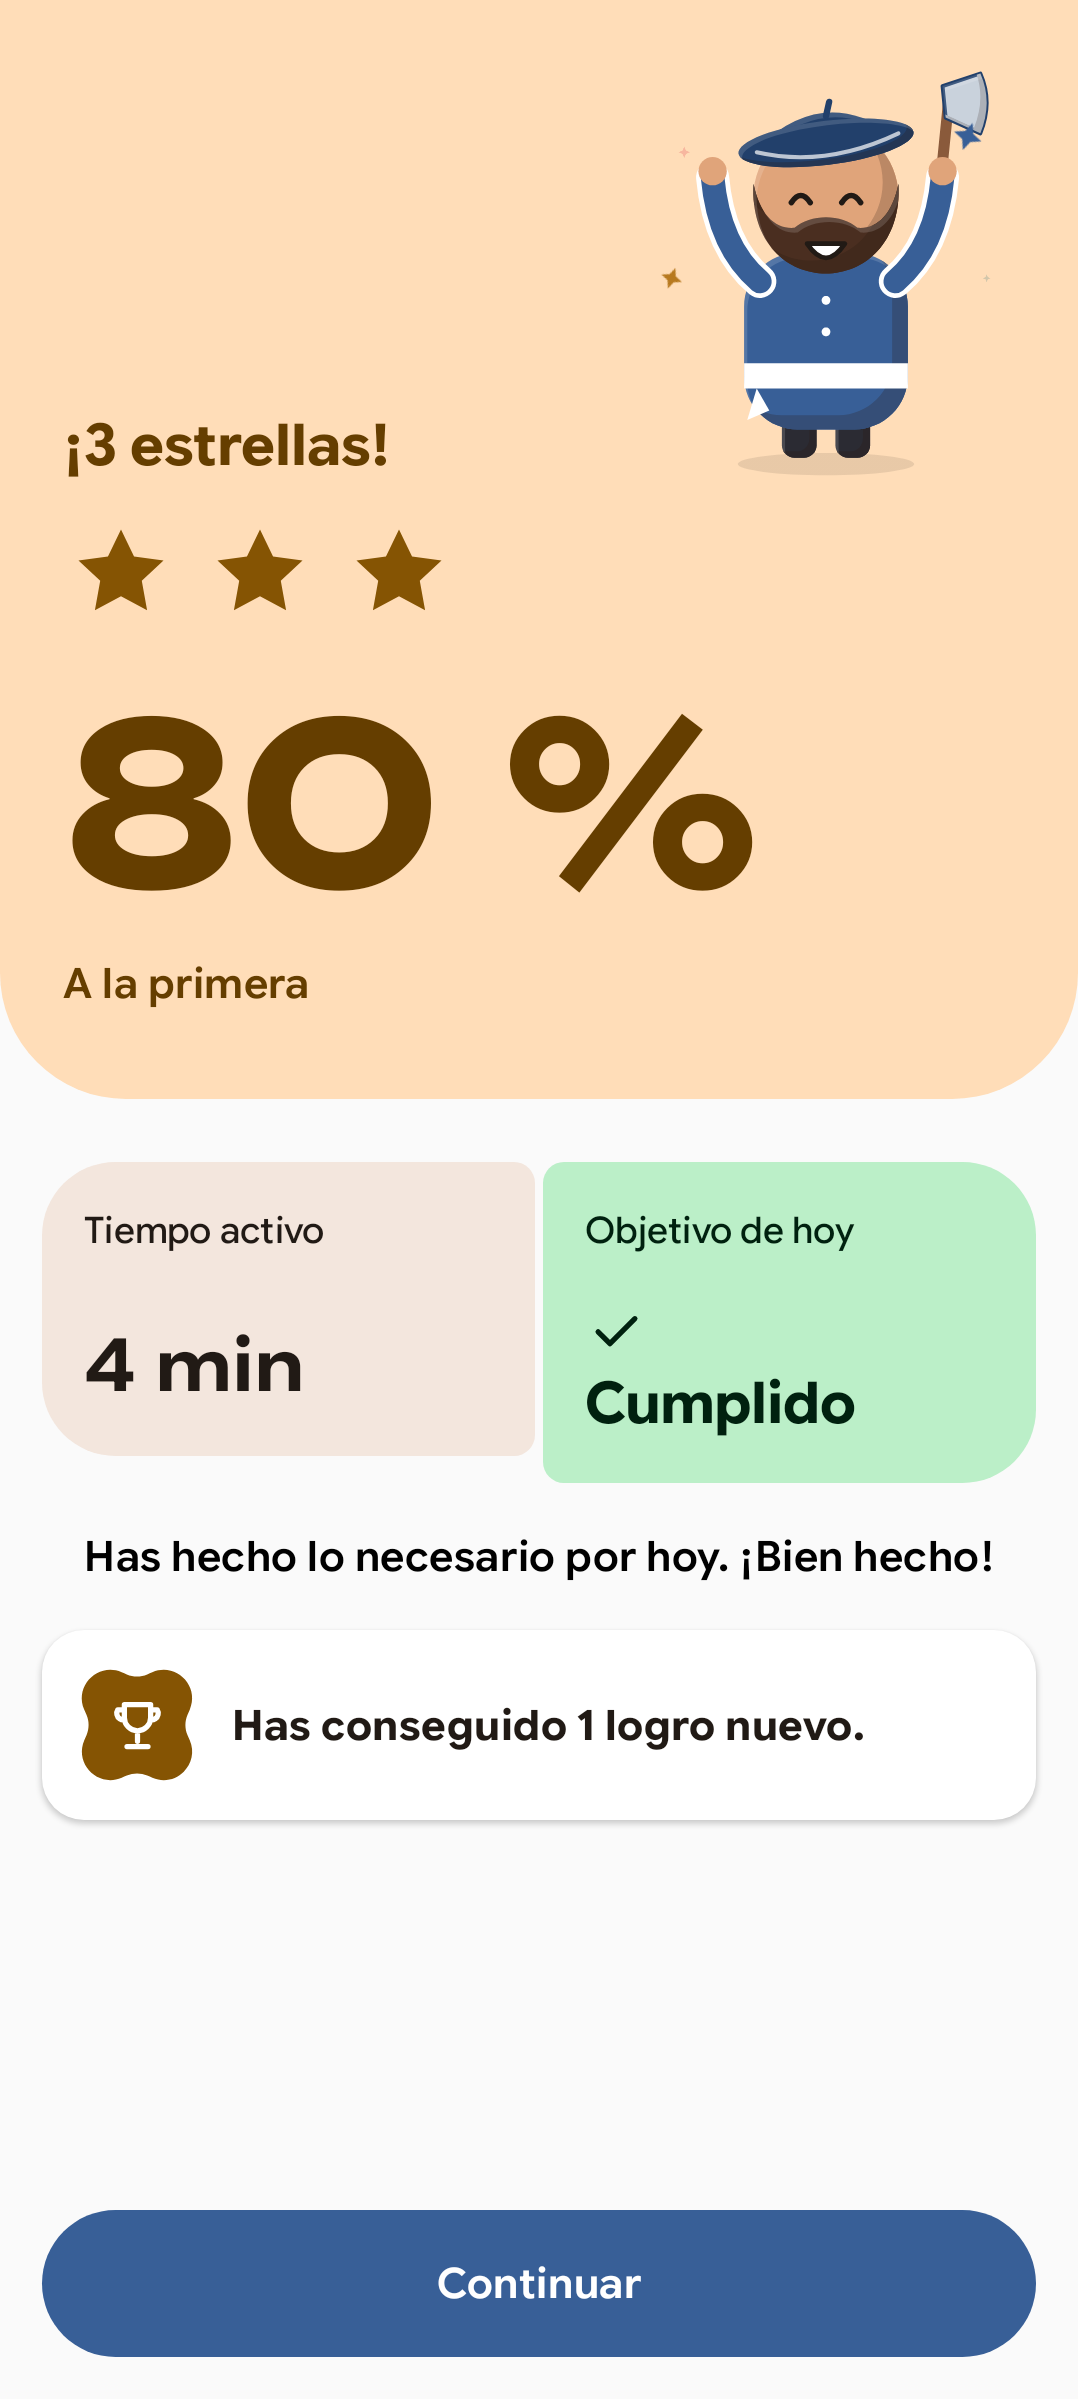 ¡3 estrellas!
80 %
A la primera
Tiempo activo
4 min
Objetivo de hoy
Cumplido
Has hecho lo necesario por hoy. ¡Bien hecho!
Has conseguido 1 logro nuevo.
Continuar